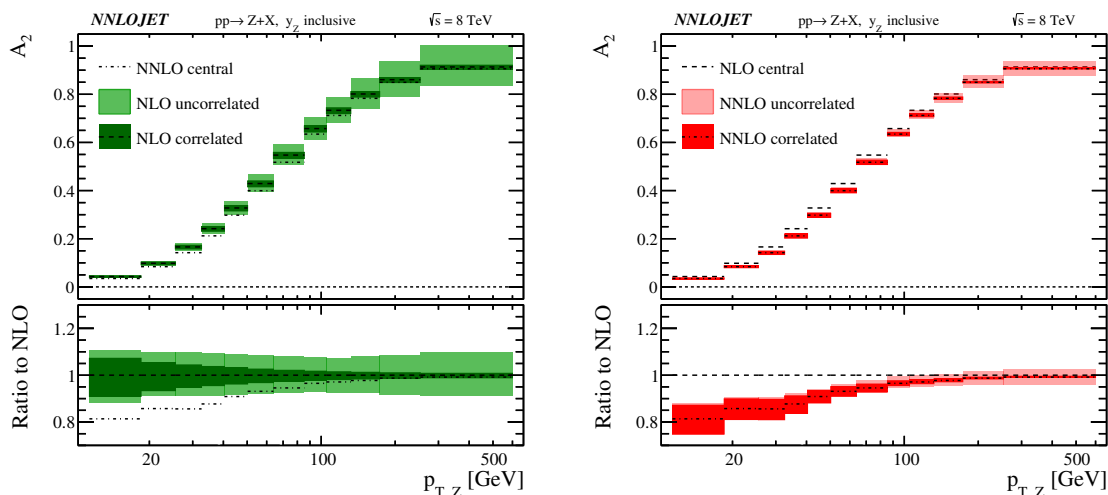 NNLOJET pp→ Z+X, y_Z inclusive √s = 8 TeV
A_2
1
0.8
0.6
0.4
0.2
0
NNLO central
NLO uncorrelated
NLO correlated
Ratio to NLO
1.2
1
0.8
20 100 500
p_T,Z [GeV]
NNLOJET pp→ Z+X, y_Z inclusive √s = 8 TeV
A_2
1
0.8
0.6
0.4
0.2
0
NLO central
NNLO uncorrelated
NNLO correlated
Ratio to NLO
1.2
1
0.8
20 100 500
p_T,Z [GeV]